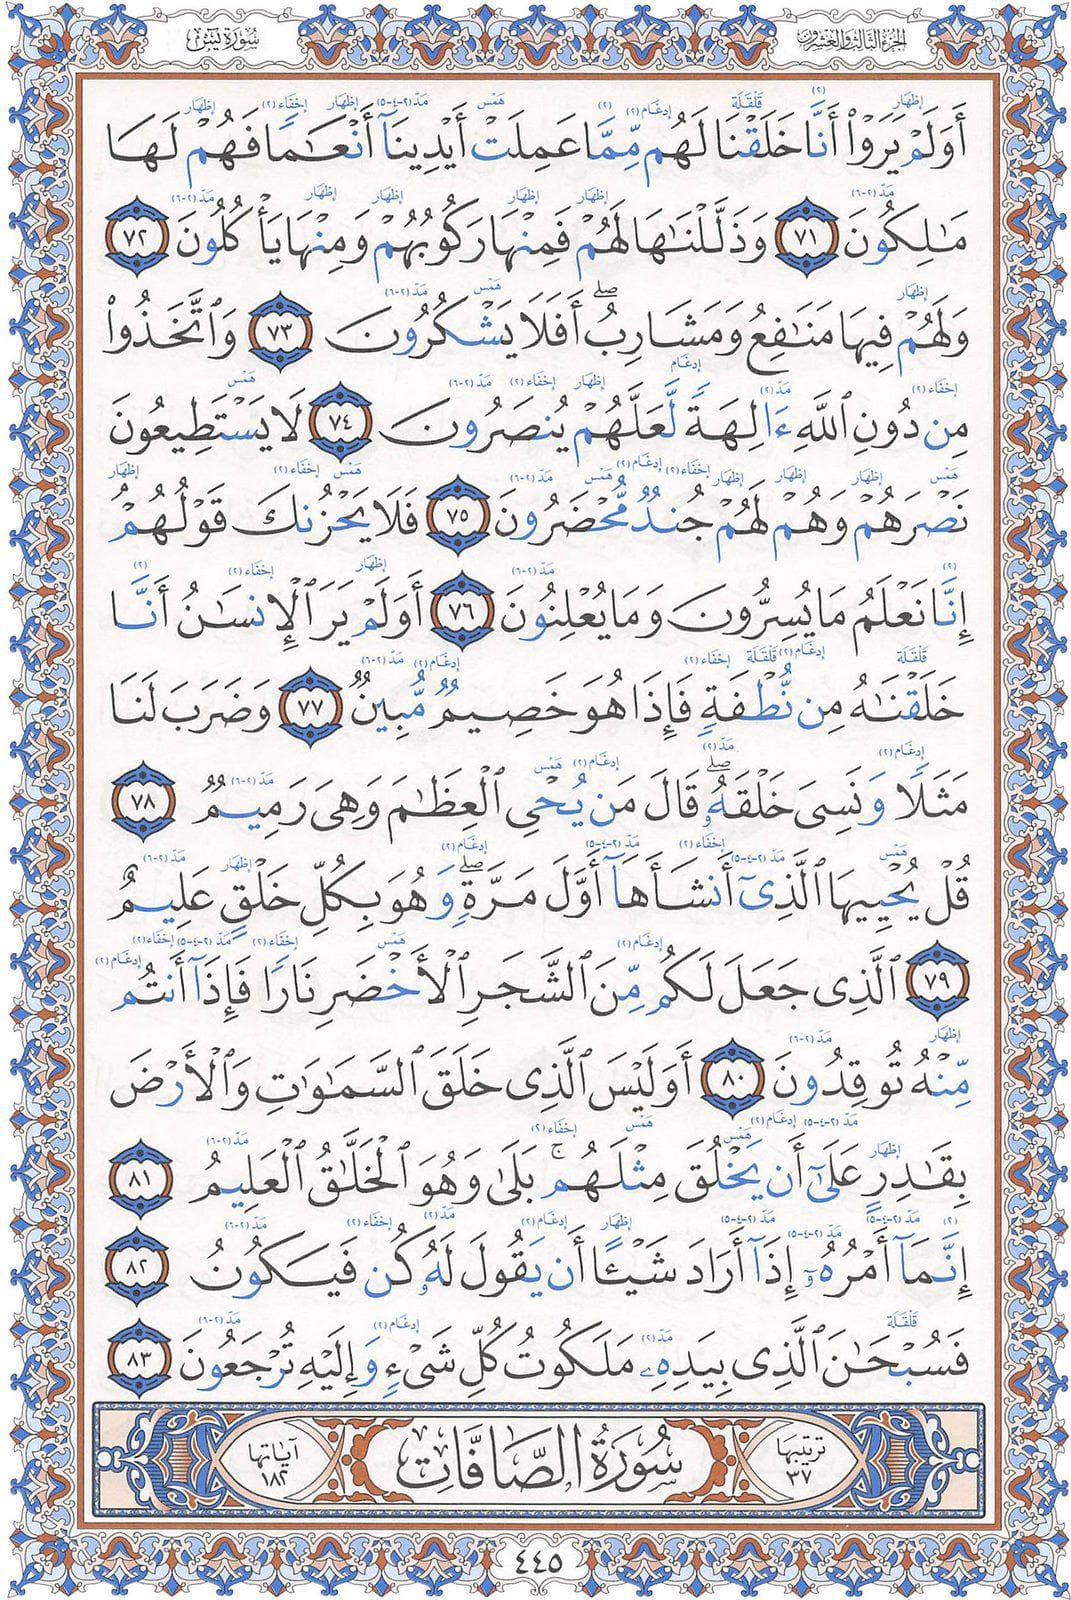 الجزء الثالث والعشرون
سورة يس
أَوَلَمْ يَرَوْا۟ أَنَّا خَلَقْنَا لَهُم مِّمَّا عَمِلَتْ أَيْدِينَآ أَنْعَـٰمًا فَهُمْ لَهَا
مَـٰلِكُونَ ٧١ وَذَلَّلْنَـٰهَا لَهُمْ فَمِنْهَا رَكُوبُهُمْ وَمِنْهَا يَأْكُلُونَ ٧٢
وَلَهُمْ فِيهَا مَنَـٰفِعُ وَمَشَارِبُ ۖ أَفَلَا يَشْكُرُونَ ٧٣ وَٱتَّخَذُوا۟
مِن دُونِ ٱللَّهِ ءَالِهَةً لَّعَلَّهُمْ يُنصَرُونَ ٧٤ لَا يَسْتَطِيعُونَ
نَصْرَهُمْ وَهُمْ لَهُمْ جُندٌ مُّحْضَرُونَ ٧٥ فَلَا يَحْزُنكَ قَوْلُهُمْ
إِنَّا نَعْلَمُ مَا يُسِرُّونَ وَمَا يُعْلِنُونَ ٧٦ أَوَلَمْ يَرَ ٱلْإِنسَـٰنُ أَنَّا
خَلَقْنَـٰهُ مِن نُّطْفَةٍ فَإِذَا هُوَ خَصِيمٌ مُّبِينٌ ٧٧ وَضَرَبَ لَنَا
مَثَلًا وَنَسِىَ خَلْقَهُۥ ۖ قَالَ مَن يُحْىِ ٱلْعِظَـٰمَ وَهِىَ رَمِيمٌ ٧٨
قُلْ يُحْيِيهَا ٱلَّذِىٓ أَنشَأَهَآ أَوَّلَ مَرَّةٍ ۖ وَهُوَ بِكُلِّ خَلْقٍ عَلِيمٌ
٧٩ ٱلَّذِى جَعَلَ لَكُم مِّنَ ٱلشَّجَرِ ٱلْأَخْضَرِ نَارًا فَإِذَآ أَنتُم
مِّنْهُ تُوقِدُونَ ٨٠ أَوَلَيْسَ ٱلَّذِى خَلَقَ ٱلسَّمَـٰوَٰتِ وَٱلْأَرْضَ
بِقَـٰدِرٍ عَلَىٰٓ أَن يَخْلُقَ مِثْلَهُم ۚ بَلَىٰ وَهُوَ ٱلْخَلَّـٰقُ ٱلْعَلِيمُ ٨١
إِنَّمَآ أَمْرُهُۥٓ إِذَآ أَرَادَ شَيْـًٔا أَن يَقُولَ لَهُۥ كُن فَيَكُونُ ٨٢
فَسُبْحَـٰنَ ٱلَّذِى بِيَدِهِۦ مَلَكُوتُ كُلِّ شَىْءٍ وَإِلَيْهِ تُرْجَعُونَ ٨٣
ترتيبها ٣٧
سُورَةُ الصَّافَّات
آياتها ١٨٢
٤٤٥